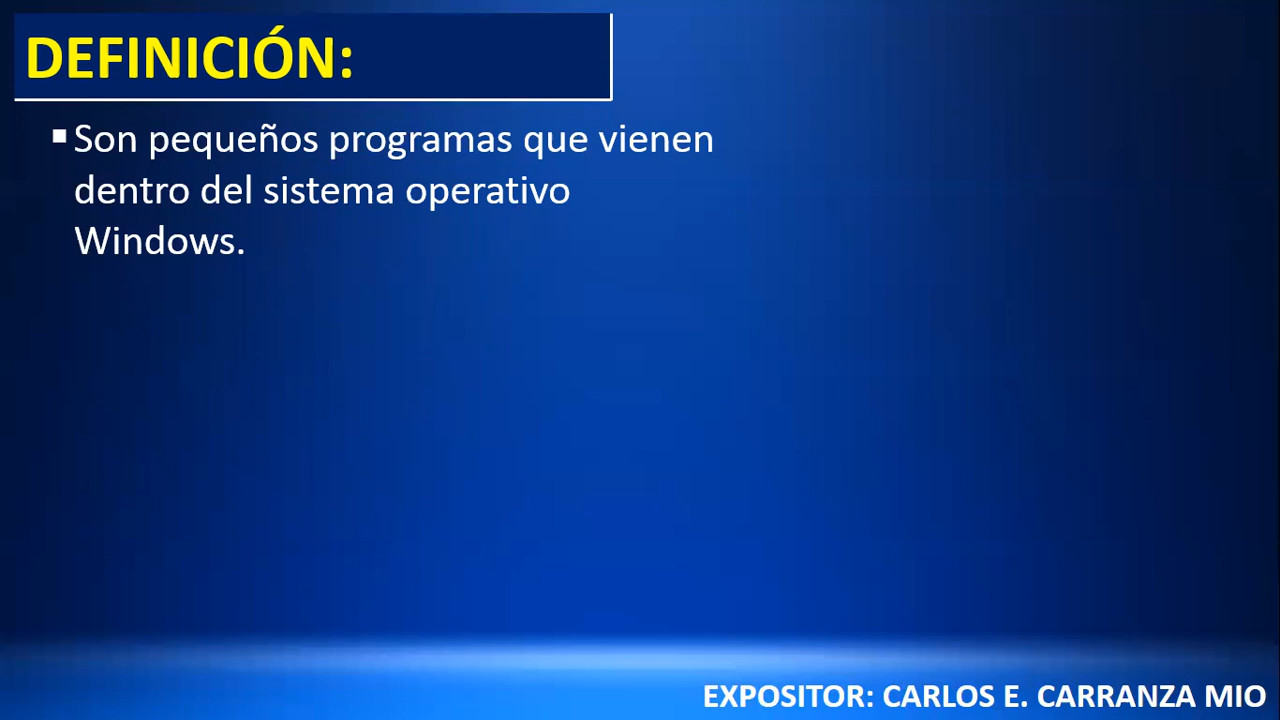 DEFINICIÓN:
▪ Son pequeños programas que vienen
dentro del sistema operativo
Windows.
EXPOSITOR: CARLOS E. CARRANZA MIO